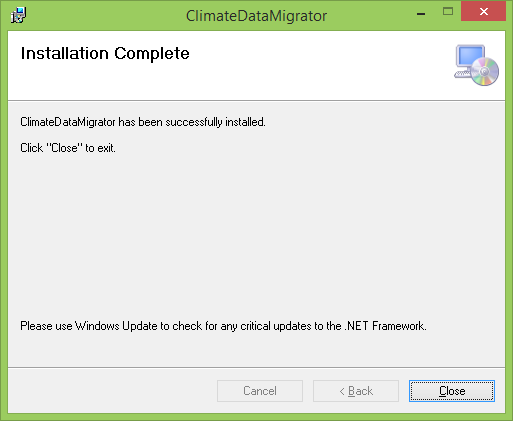 ClimateDataMigrator
Installation Complete
ClimateDataMigrator has been successfully installed.
Click "Close" to exit.
Please use Windows Update to check for any critical updates to the .NET Framework.
Cancel
< Back
Close